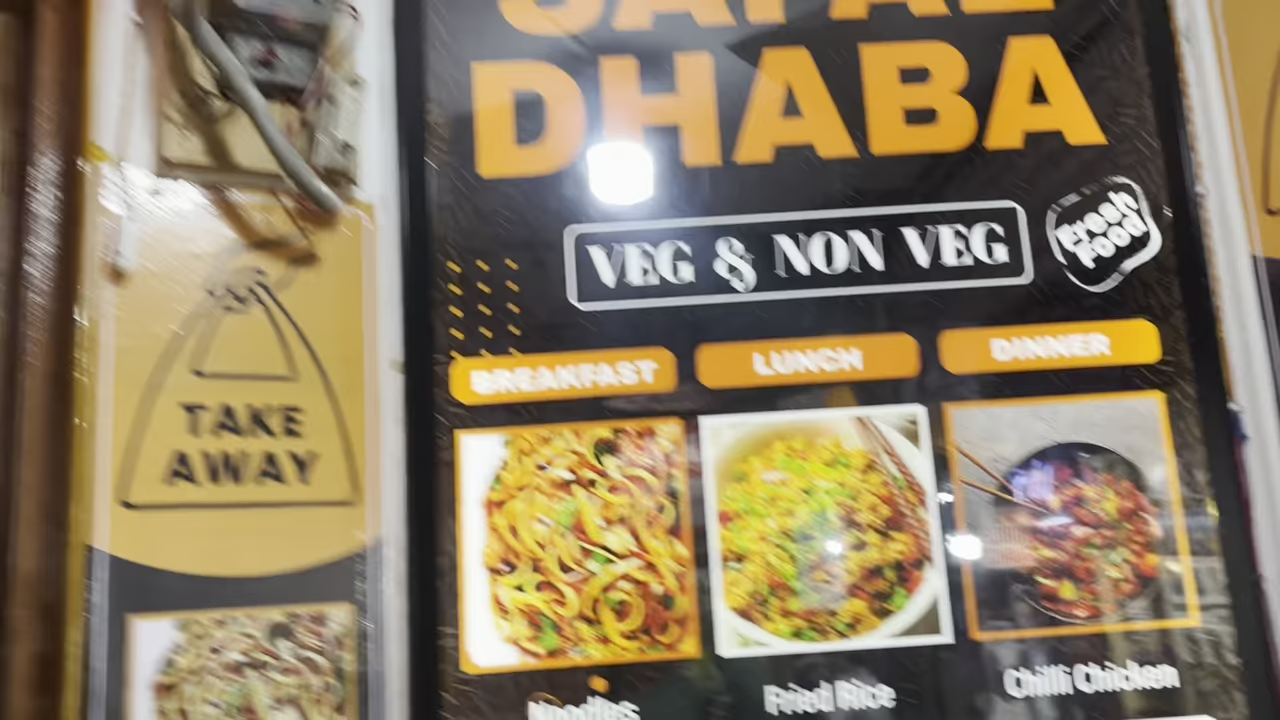 DHABA
VEG & NON VEG
Fresh
Food
BREAKFAST
LUNCH
DINNER
TAKE
AWAY
Noodles
Fried Rice
Chilli Chicken